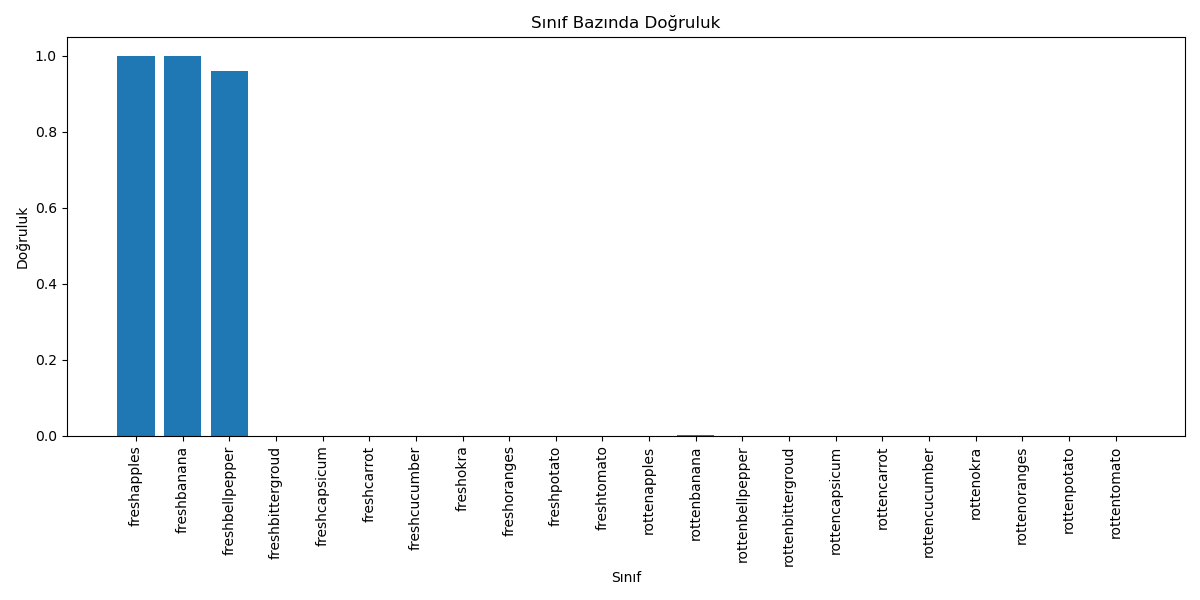 Sınıf Bazında Doğruluk
Doğruluk
1.0
0.8
0.6
0.4
0.2
0.0
freshapples
freshbanana
freshbellpepper
freshbittergroud
freshcapsicum
freshcarrot
freshcucumber
freshokra
freshoranges
freshpotato
freshtomato
rottenapples
rottenbanana
rottenbellpepper
rottenbittergroud
rottencapsicum
rottencarrot
rottencucumber
rottenokra
rottenoranges
rottenpotato
rottentomato
Sınıf